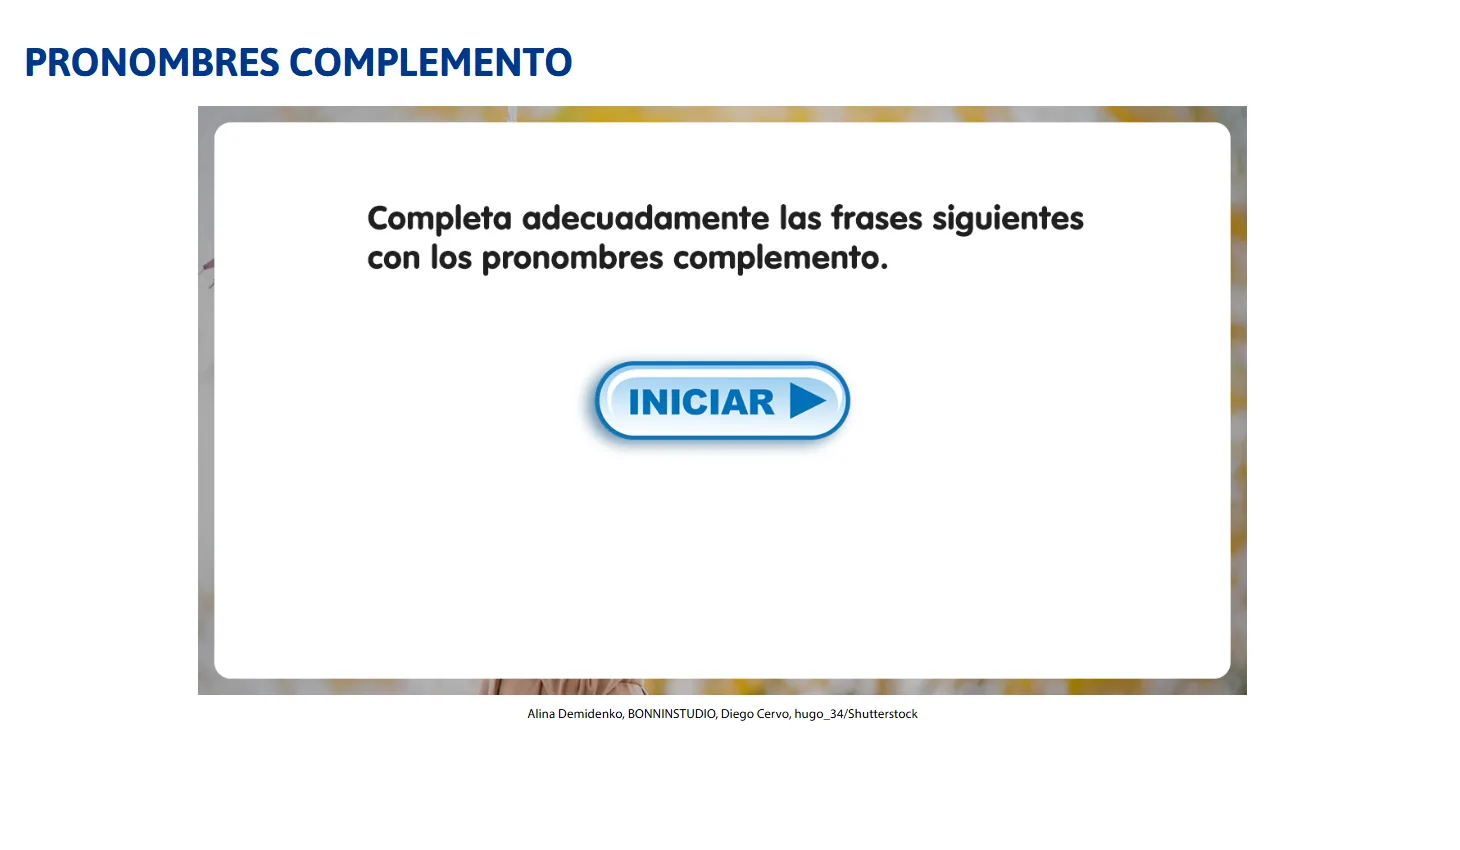 PRONOMBRES COMPLEMENTO
Completa adecuadamente las frases siguientes
con los pronombres complemento.
INICIAR
Alina Demidenko, BONNINSTUDIO, Diego Cervo, hugo_34/Shutterstock